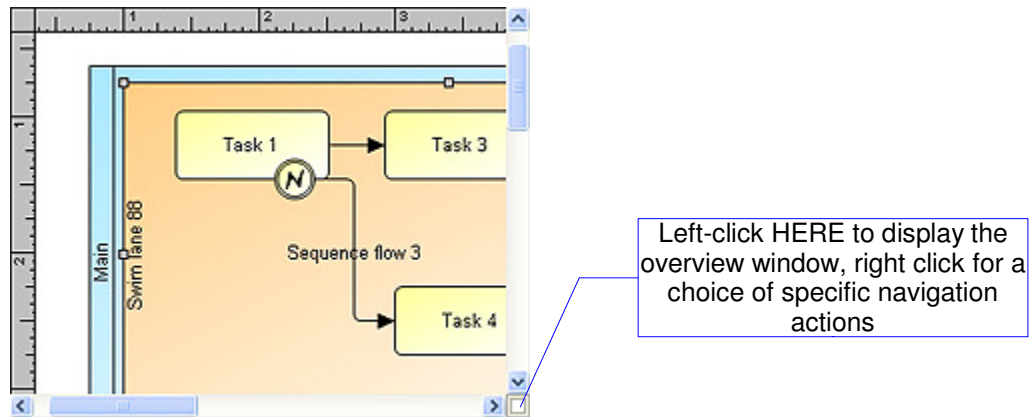 1 2 3
1
2
Task 1
Task 3
Main
Swim lane 88
Sequence flow 3
Task 4
Left-click HERE to display the
overview window, right click for a
choice of specific navigation
actions